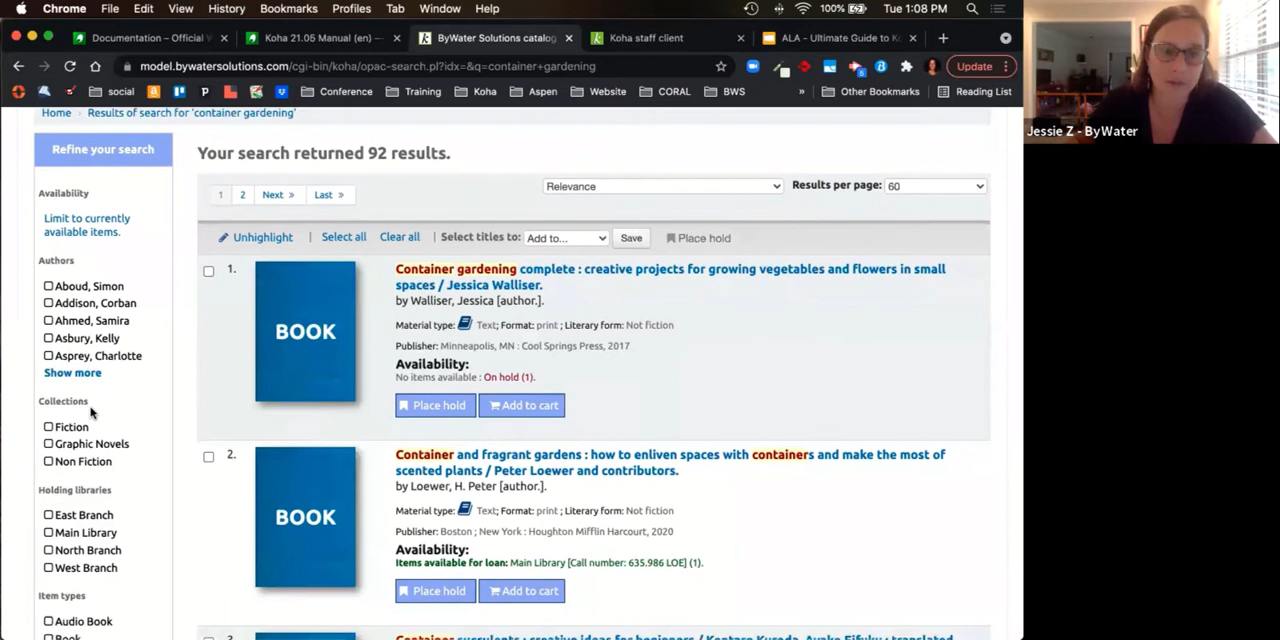 Chrome File Edit View History Bookmarks Profiles Tab Window Help 100% Tue 1:08 PM
Documentation – Official × Koha 21.05 Manual (en) — × ByWater Solutions catalog × Koha staff client × ALA - Ultimate Guide to K × +
model.bywatersolutions.com/cgi-bin/koha/opac-search.pl?idx=&q=container+gardening Update
social Conference Training Koha Aspen Website CORAL BWS » Other Bookmarks Reading List
Home › Results of search for 'container gardening'
Refine your search
Availability
Limit to currently
available items.
Authors
Aboud, Simon
Addison, Corban
Ahmed, Samira
Asbury, Kelly
Asprey, Charlotte
Show more
Collections
Fiction
Graphic Novels
Non Fiction
Holding libraries
East Branch
Main Library
North Branch
West Branch
Item types
Audio Book
Book
Your search returned 92 results.
1 2 Next » Last » Relevance Results per page: 60
Unhighlight | Select all Clear all | Select titles to: Add to... Save Place hold
1.
BOOK
Container gardening complete : creative projects for growing vegetables and flowers in small
spaces / Jessica Walliser.
by Walliser, Jessica [author.].
Material type: Text; Format: print ; Literary form: Not fiction
Publisher: Minneapolis, MN : Cool Springs Press, 2017
Availability:
No items available : On hold (1).
Place hold Add to cart
2.
BOOK
Container and fragrant gardens : how to enliven spaces with containers and make the most of
scented plants / Peter Loewer and contributors.
by Loewer, H. Peter [author.].
Material type: Text; Format: print ; Literary form: Not fiction
Publisher: Boston ; New York : Houghton Mifflin Harcourt, 2020
Availability:
Items available for loan: Main Library [Call number: 635.986 LOE] (1).
Place hold Add to cart
Container succulents : creative ideas for beginners / Kentaro Kuroda, Ayako Eifuku ; translated
Jessie Z - ByWater